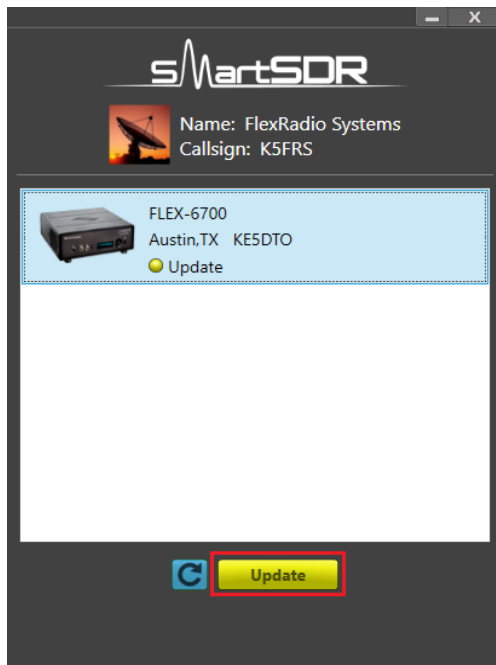 smartSDR
Name: FlexRadio Systems
Callsign: K5FRS
FLEX-6700
Austin,TX KE5DTO
Update
Update